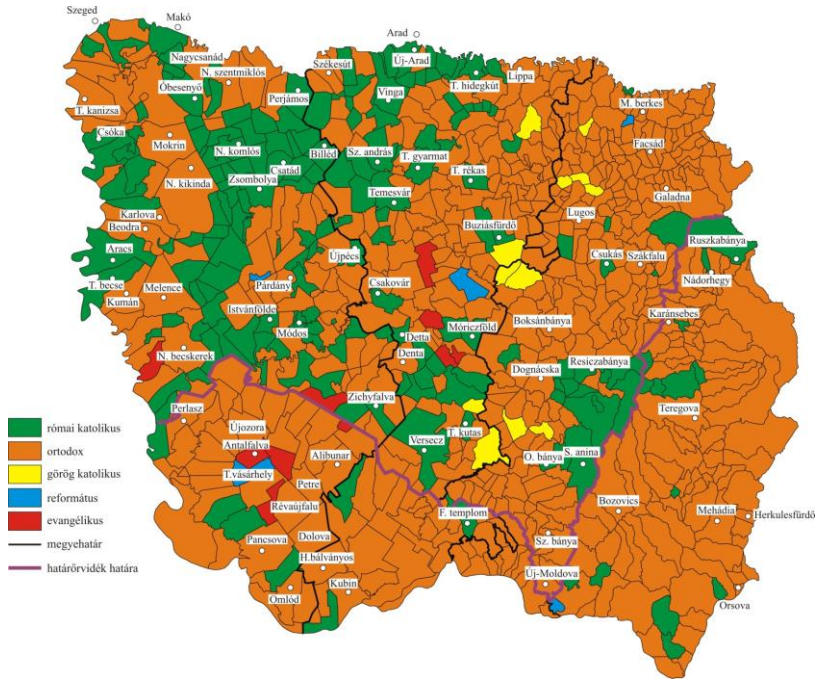 Szeged
Makó
Nagycsanád
N. szentmiklós
Óbesenyő
Perjámos
Székesút
Arad
Új-Arad
Vinga
T. hidegkút
Lippa
M. berkes
Facsád
T. kanizsa
Csóka
Mokrin
N. komlós
Billéd
Sz. andrás
T. gyarmat
Csatád
Zsombolya
N. kikinda
Temesvár
T. rékas
Galadna
Karlova
Beodra
Lugos
Buziásfürdő
Aracs
Újpécs
Csukás
Szákfalu
Ruszkabánya
T. becse
Kumán
Melence
Párdány
Csakovár
Nádorhegy
Istvánfölde
Módos
Móriczföld
Boksánbánya
Karánsebes
Detta
Denta
N. becskerek
Dognácska
Resiczabánya
Zichyfalva
Perlasz
Teregova
római katolikus
ortodox
görög katolikus
református
evangélikus
megyehatár
határőrvidék határa
Újozora
Antalfalva
Alibunar
T.vásárhely
Petre
Révaújfalu
Versecz
T. kutas
O. bánya
S. anina
Bozovics
Mehádia
Herkulesfürdő
F. templom
Pancsova
Dolova
Sz. bánya
H.bálványos
Omlód
Kubin
Új-Moldova
Orsova